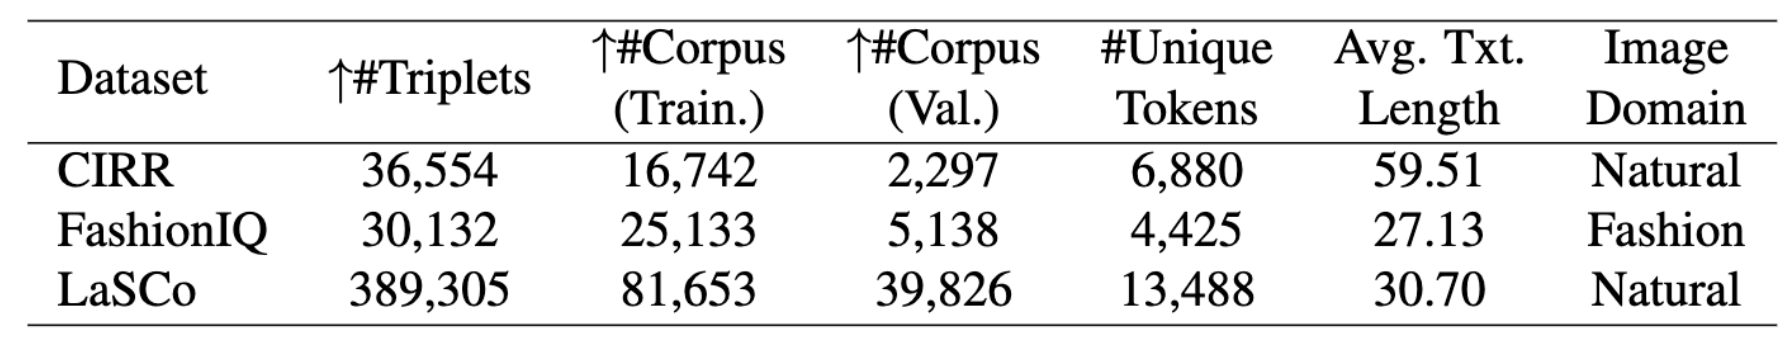 Dataset ↑#Triplets ↑#Corpus (Train.) ↑#Corpus (Val.) #Unique Tokens Avg. Txt. Length Image Domain
CIRR 36,554 16,742 2,297 6,880 59.51 Natural
FashionIQ 30,132 25,133 5,138 4,425 27.13 Fashion
LaSCo 389,305 81,653 39,826 13,488 30.70 Natural